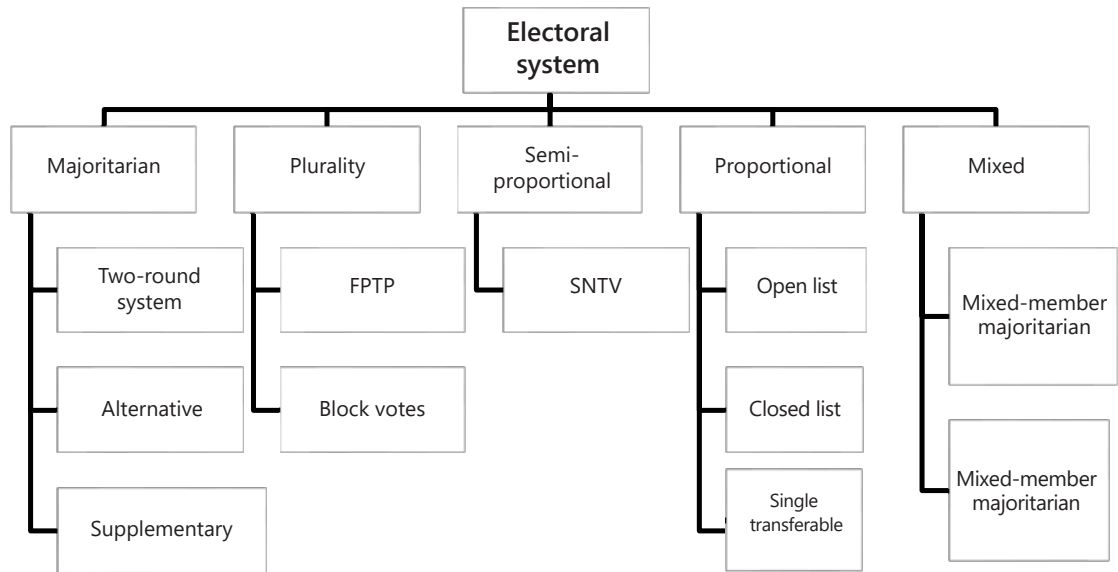 Electoral
system
Majoritarian
Plurality
Semi-
proportional
Proportional
Mixed
Two-round
system
FPTP
SNTV
Open list
Mixed-member
majoritarian
Alternative
Block votes
Closed list
Mixed-member
majoritarian
Supplementary
Single
transferable